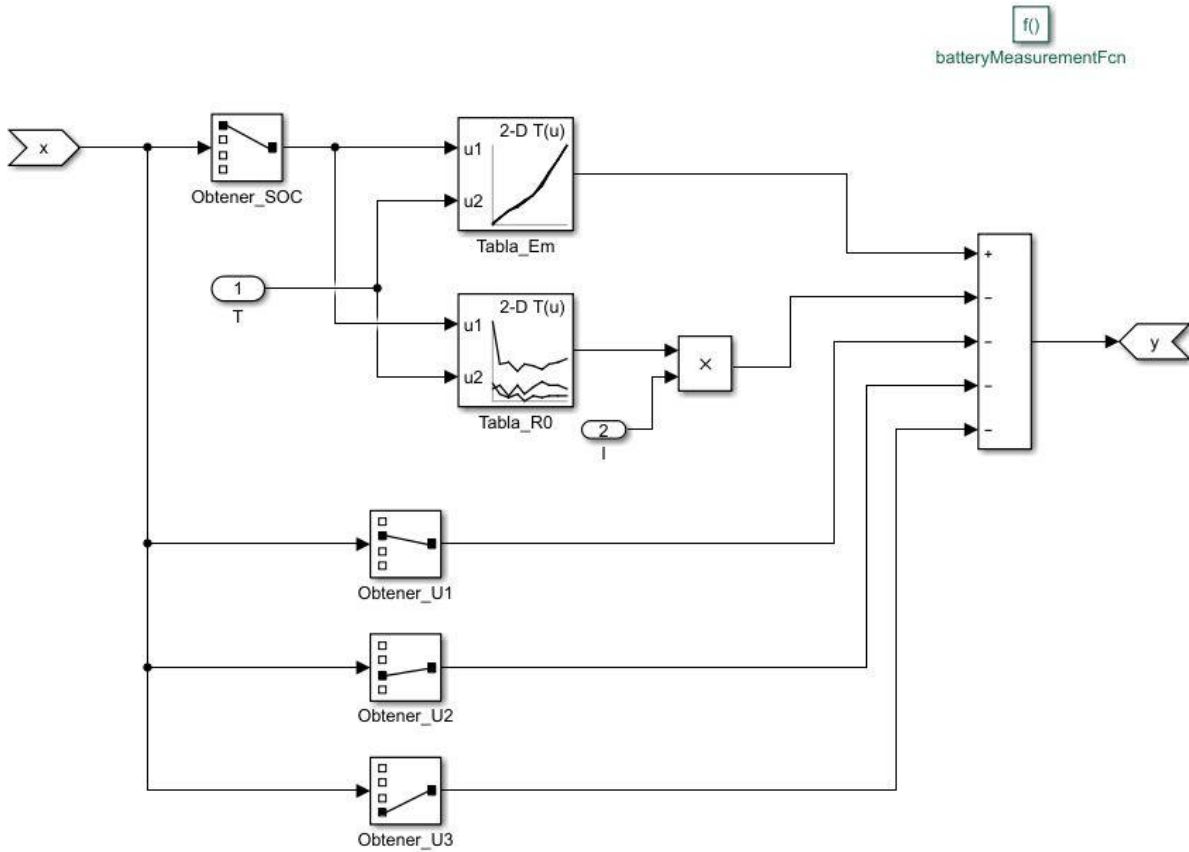 f()
batteryMeasurementFcn
x
Obtener_SOC
2-D T(u)
u1
u2
Tabla_Em
1
T
2-D T(u)
u1
u2
Tabla_R0
×
2
I
+
−
−
−
−
y
Obtener_U1
Obtener_U2
Obtener_U3